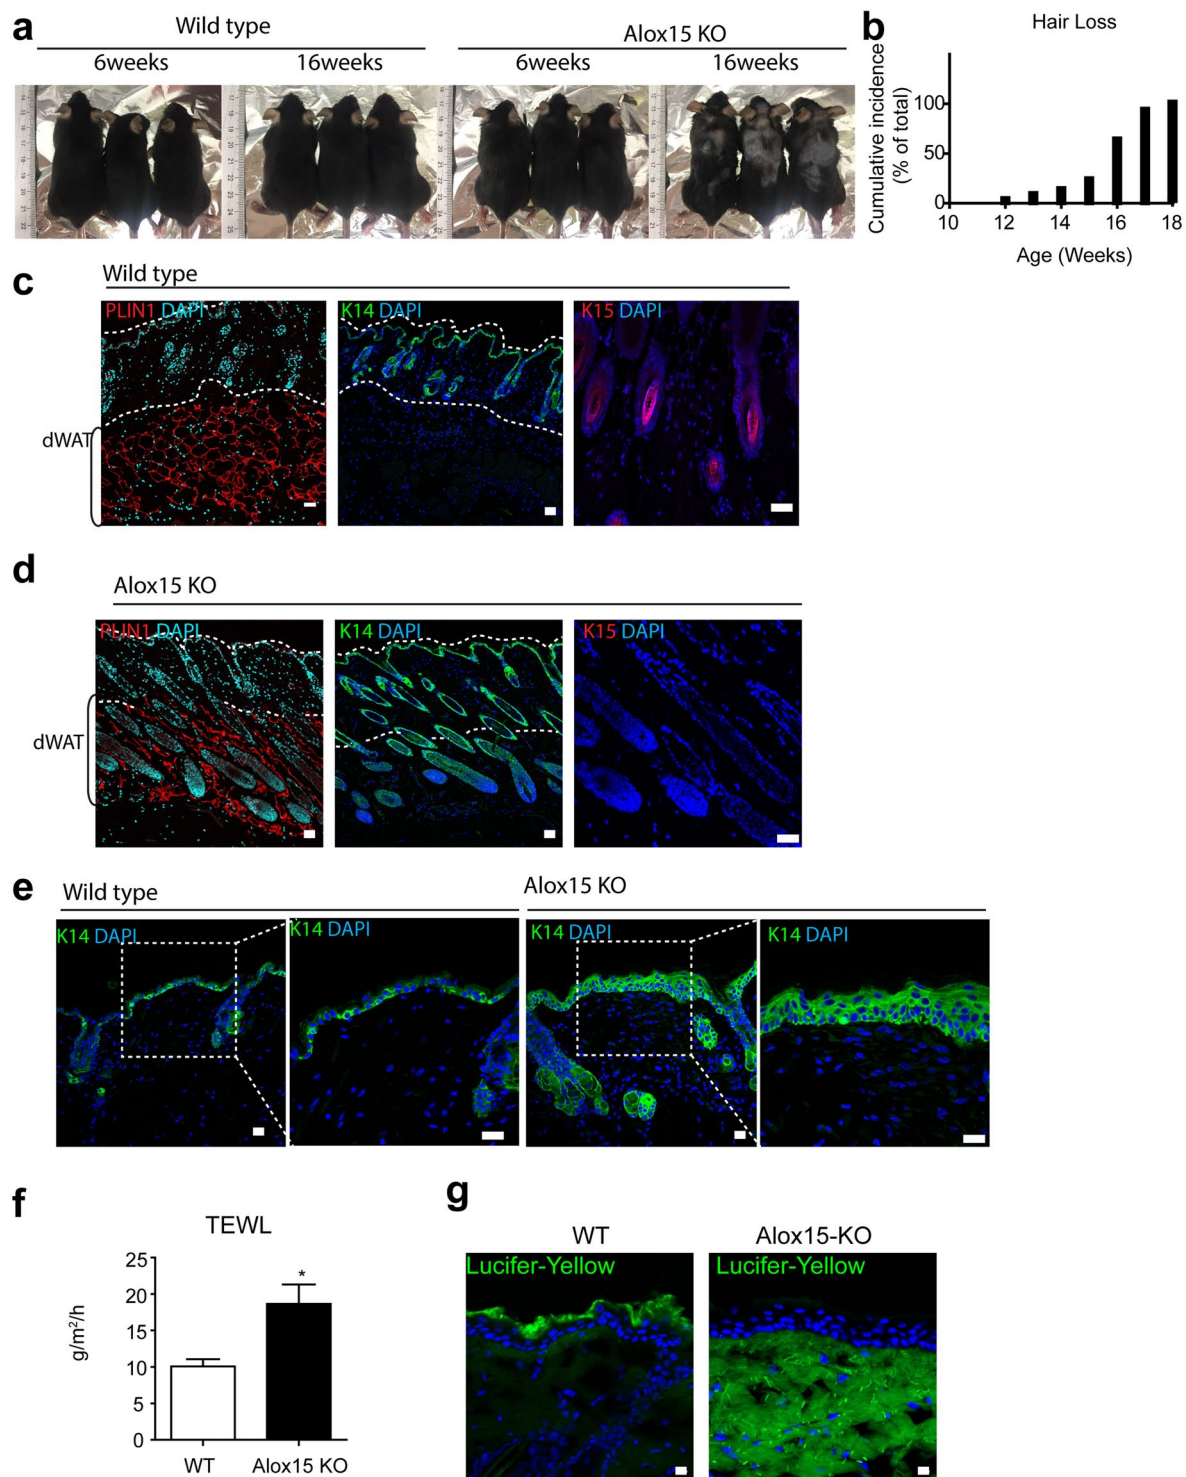 a
Wild type
Alox15 KO
6weeks
16weeks
6weeks
16weeks
b
Hair Loss
Cumulative incidence
(% of total)
100
50
0
10
12
14
16
18
Age (Weeks)
c
Wild type
PLIN1 DAPI
K14 DAPI
K15 DAPI
dWAT
d
Alox15 KO
PLIN1 DAPI
K14 DAPI
K15 DAPI
dWAT
e
Wild type
Alox15 KO
K14 DAPI
K14 DAPI
K14 DAPI
K14 DAPI
f
TEWL
g/m²/h
25
20
15
10
5
0
*
WT
Alox15 KO
g
WT
Alox15-KO
Lucifer-Yellow
Lucifer-Yellow